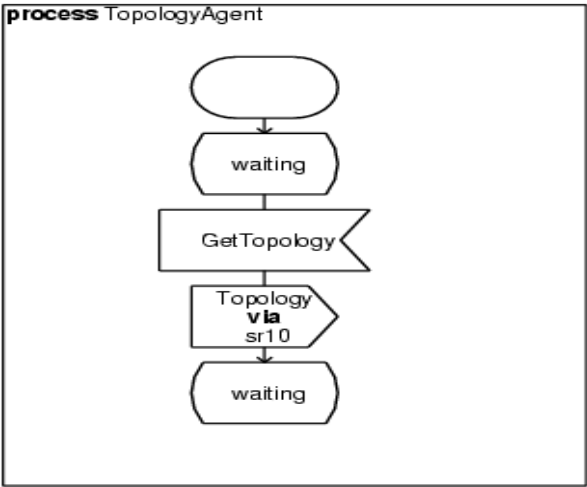 process TopologyAgent
waiting
GetTopology
Topology
via
sr10
waiting